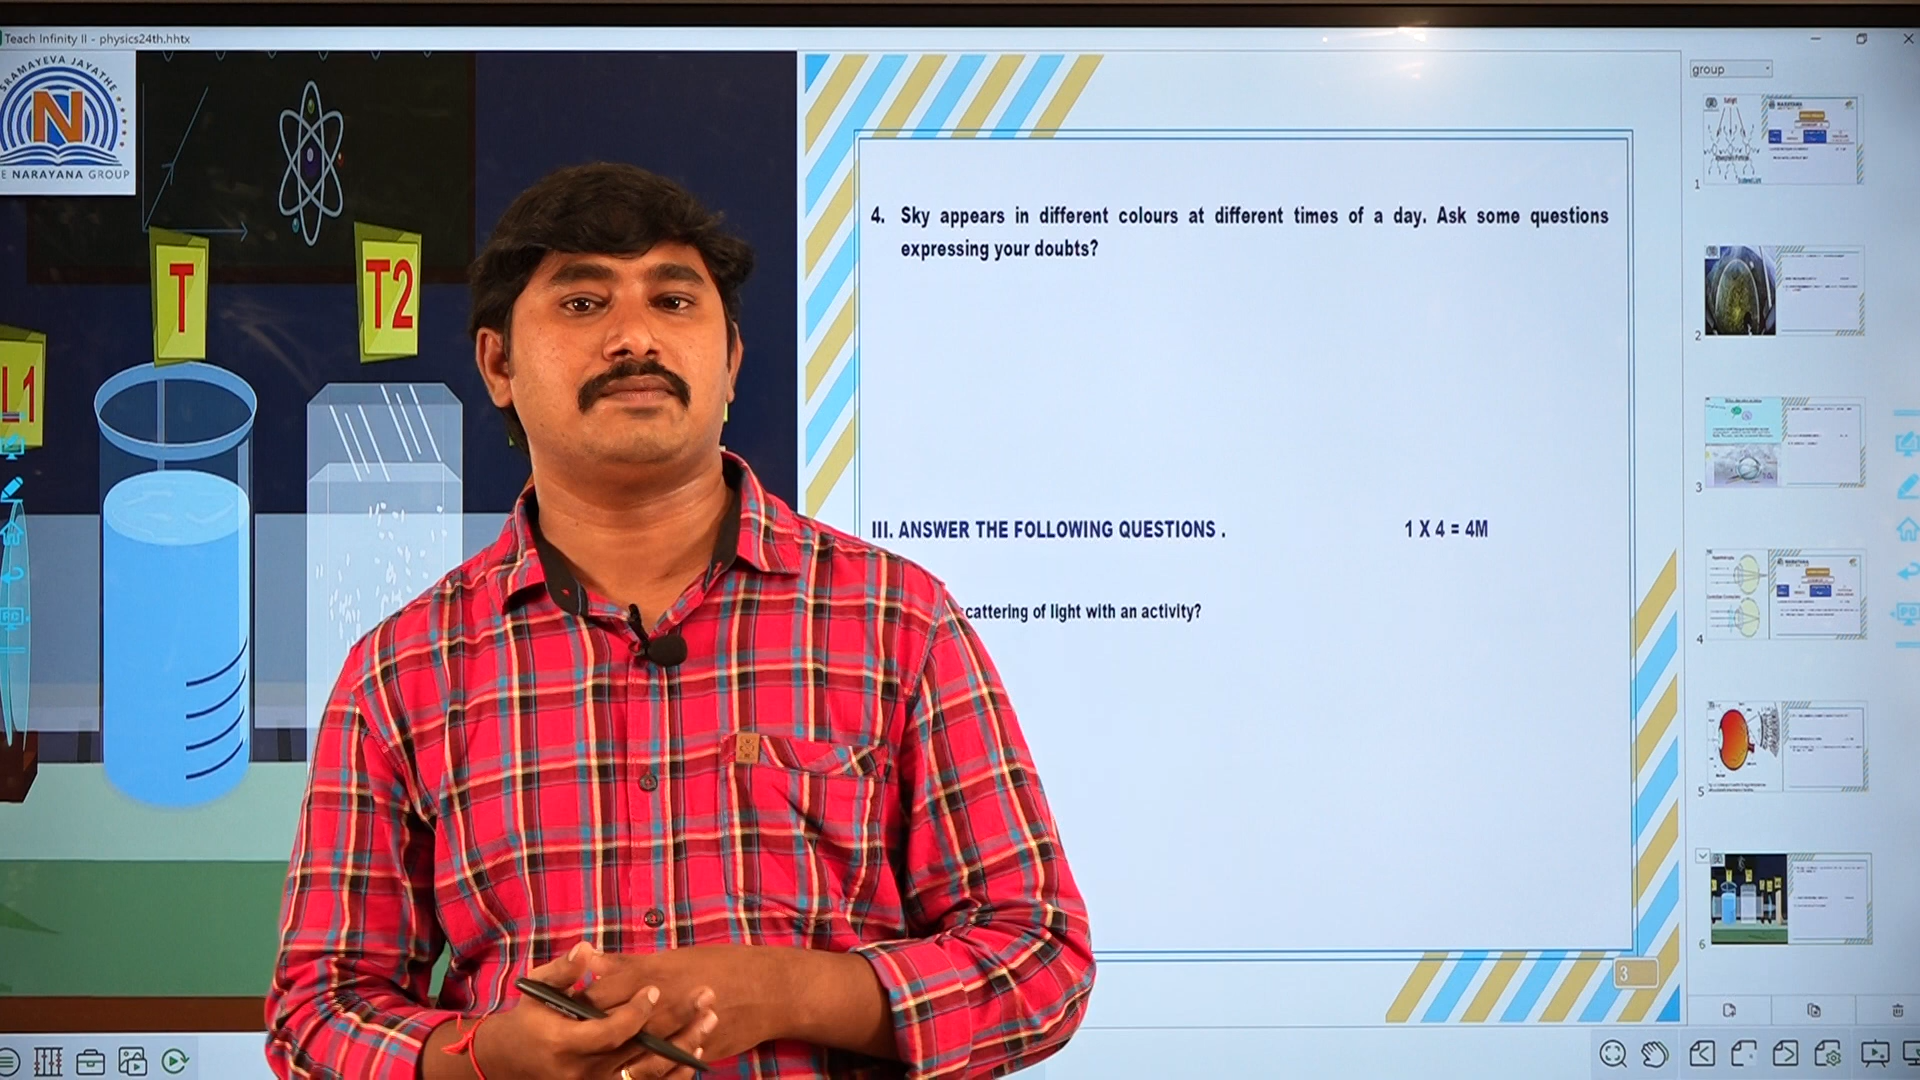 Teach Infinity II - physics24th.hhtx
SRAMAYEVA JAYATHE
N
E NARAYANA GROUP
T
T2
L1
group
4. Sky appears in different colours at different times of a day. Ask some questions
expressing your doubts?
III. ANSWER THE FOLLOWING QUESTIONS . 1 X 4 = 4M
cattering of light with an activity?
3
1
2
3
4
5
6